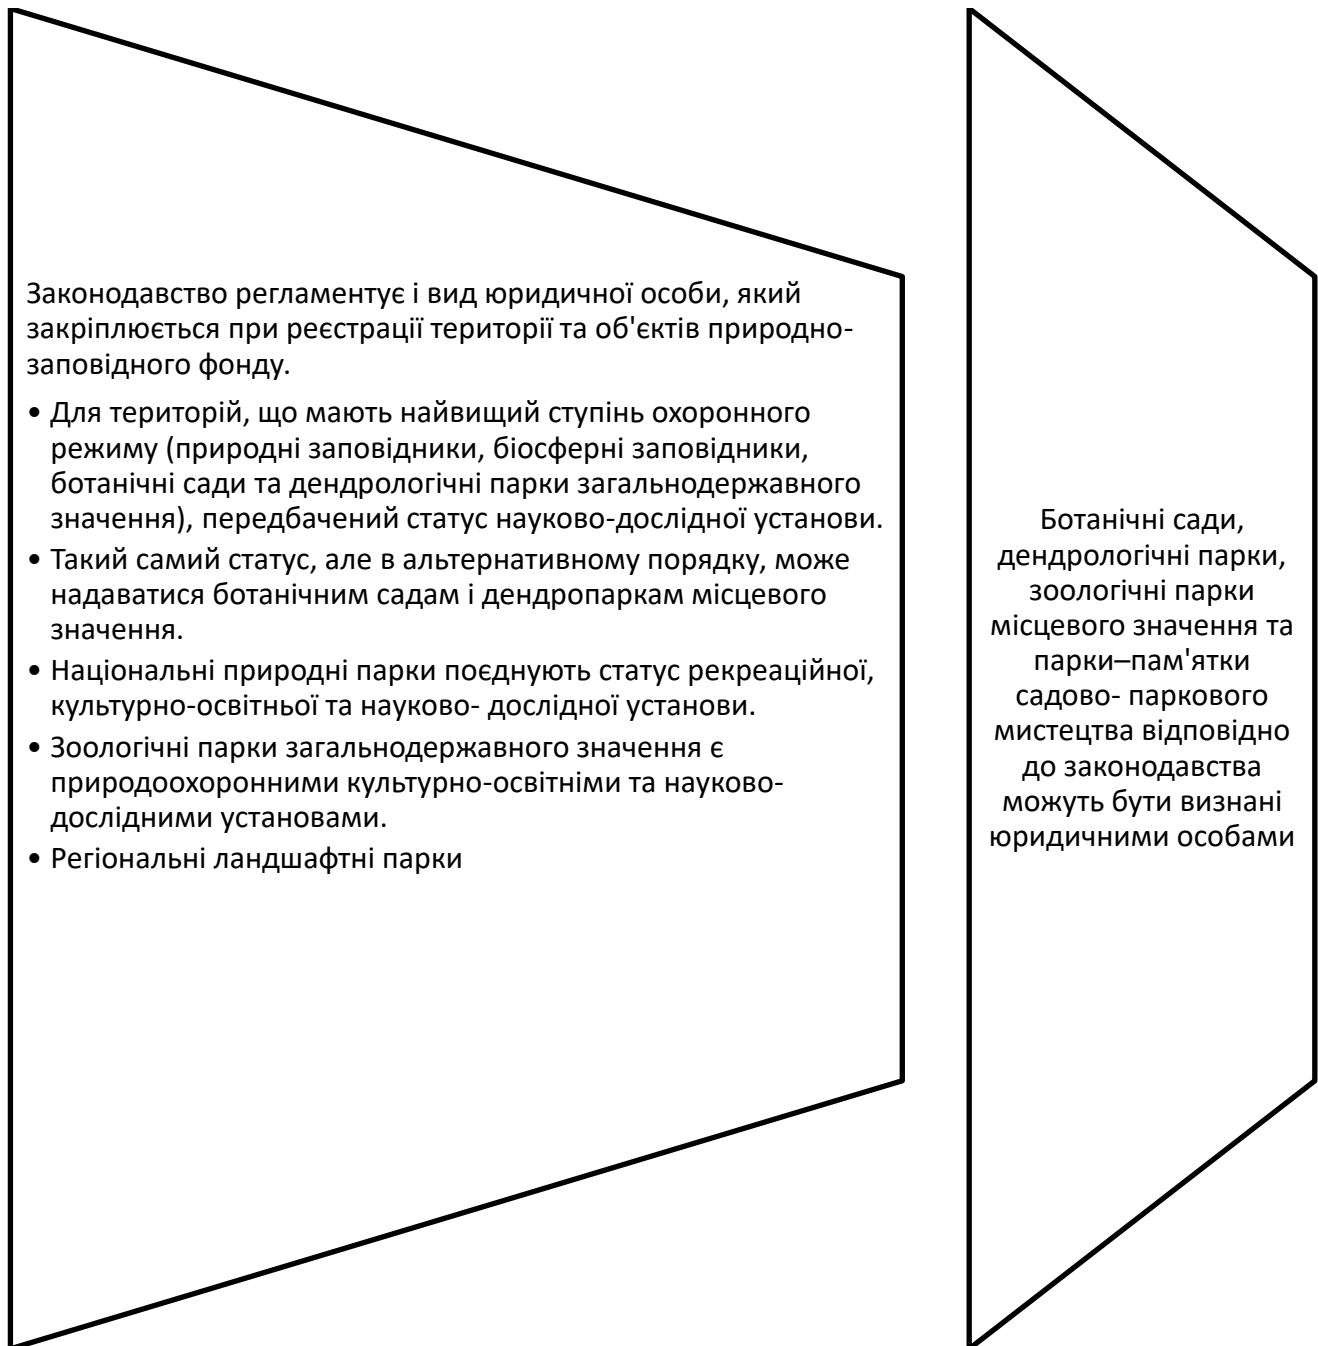 Законодавство регламентує і вид юридичної особи, який
закріплюється при реєстрації території та об'єктів природно-
заповідного фонду.
• Для територій, що мають найвищий ступінь охоронного
режиму (природні заповідники, біосферні заповідники,
ботанічні сади та дендрологічні парки загальнодержавного
значення), передбачений статус науково-дослідної установи.
• Такий самий статус, але в альтернативному порядку, може
надаватися ботанічним садам і дендропаркам місцевого
значення.
• Національні природні парки поєднують статус рекреаційної,
культурно-освітньої та науково- дослідної установи.
• Зоологічні парки загальнодержавного значення є
природоохоронними культурно-освітніми та науково-
дослідними установами.
• Регіональні ландшафтні парки
Ботанічні сади,
дендрологічні парки,
зоологічні парки
місцевого значення та
парки–пам'ятки
садово- паркового
мистецтва відповідно
до законодавства
можуть бути визнані
юридичними особами